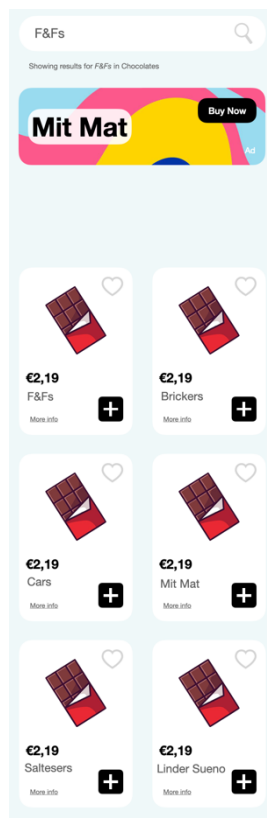 F&Fs
Showing results for F&Fs in Chocolates
Mit Mat
Buy Now
Ad
€2,19
F&Fs
More info
€2,19
Brickers
More info
€2,19
Cars
More info
€2,19
Mit Mat
More info
€2,19
Saltesers
More info
€2,19
Linder Sueno
More info